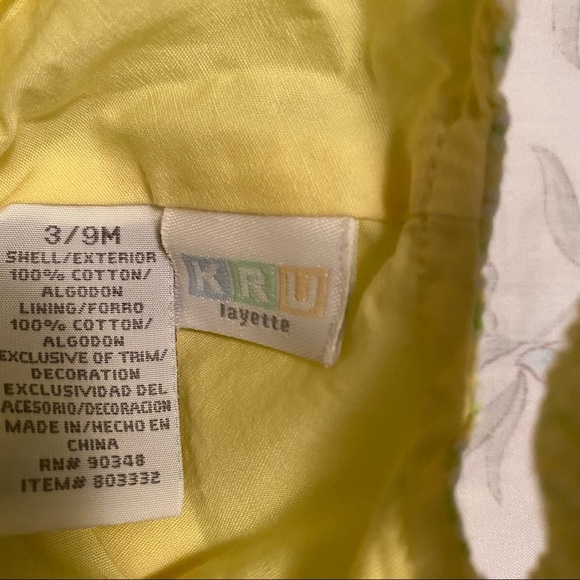 3/9M
SHELL/EXTERIOR
100% COTTON/
ALGODON
LINING/FORRO
100% COTTON/
ALGODON
EXCLUSIVE OF TRIM/
DECORATION
EXCLUSIVIDAD DEL
ACESORIO/DECORACION
MADE IN/HECHO EN
CHINA
RN# 90348
ITEM# 803332
KRU
layette